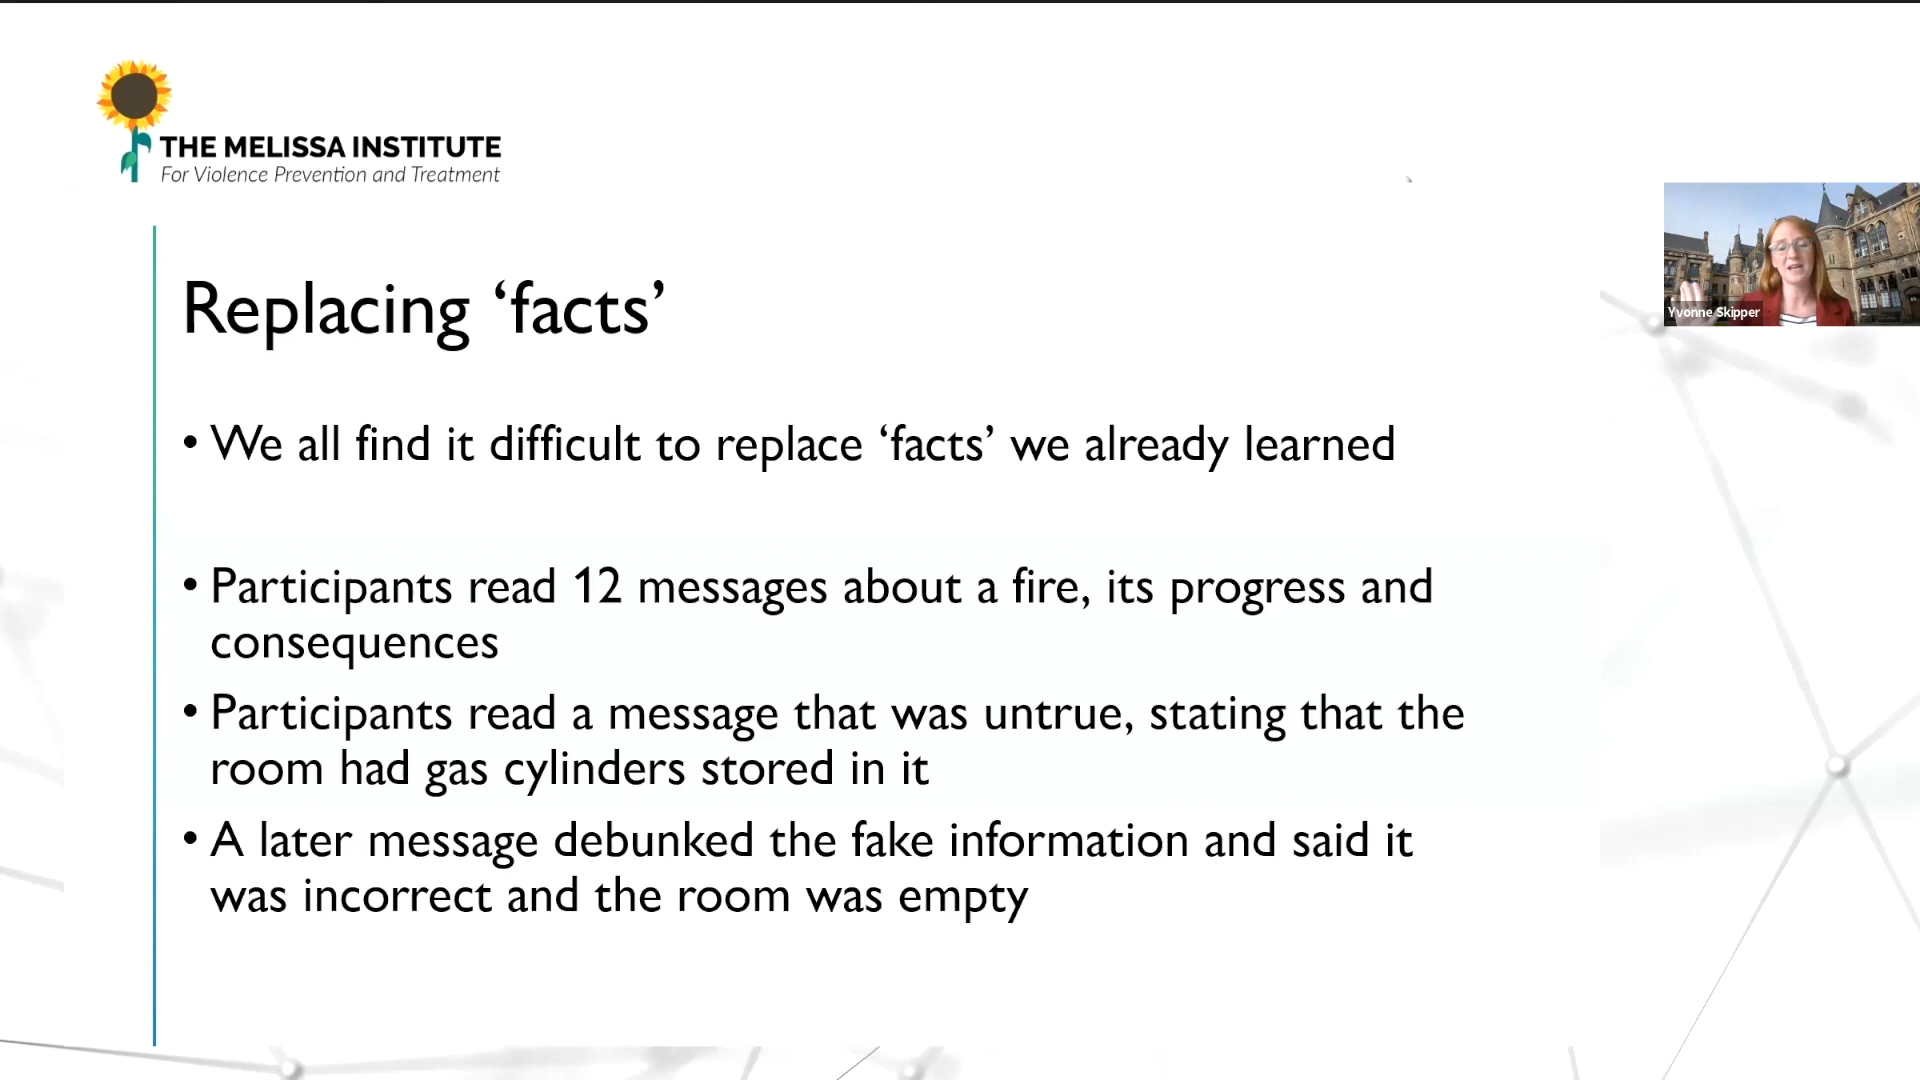 THE MELISSA INSTITUTE
For Violence Prevention and Treatment
Yvonne Skipper
Replacing ‘facts’
• We all find it difficult to replace ‘facts’ we already learned
• Participants read 12 messages about a fire, its progress and
consequences
• Participants read a message that was untrue, stating that the
room had gas cylinders stored in it
• A later message debunked the fake information and said it
was incorrect and the room was empty